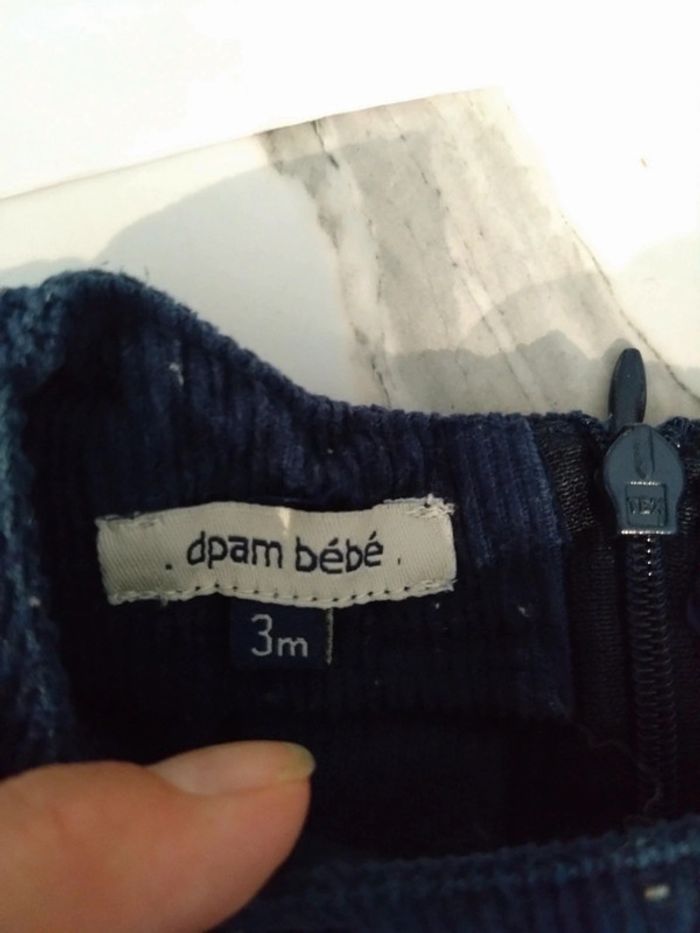 . dpam bébé .
3m